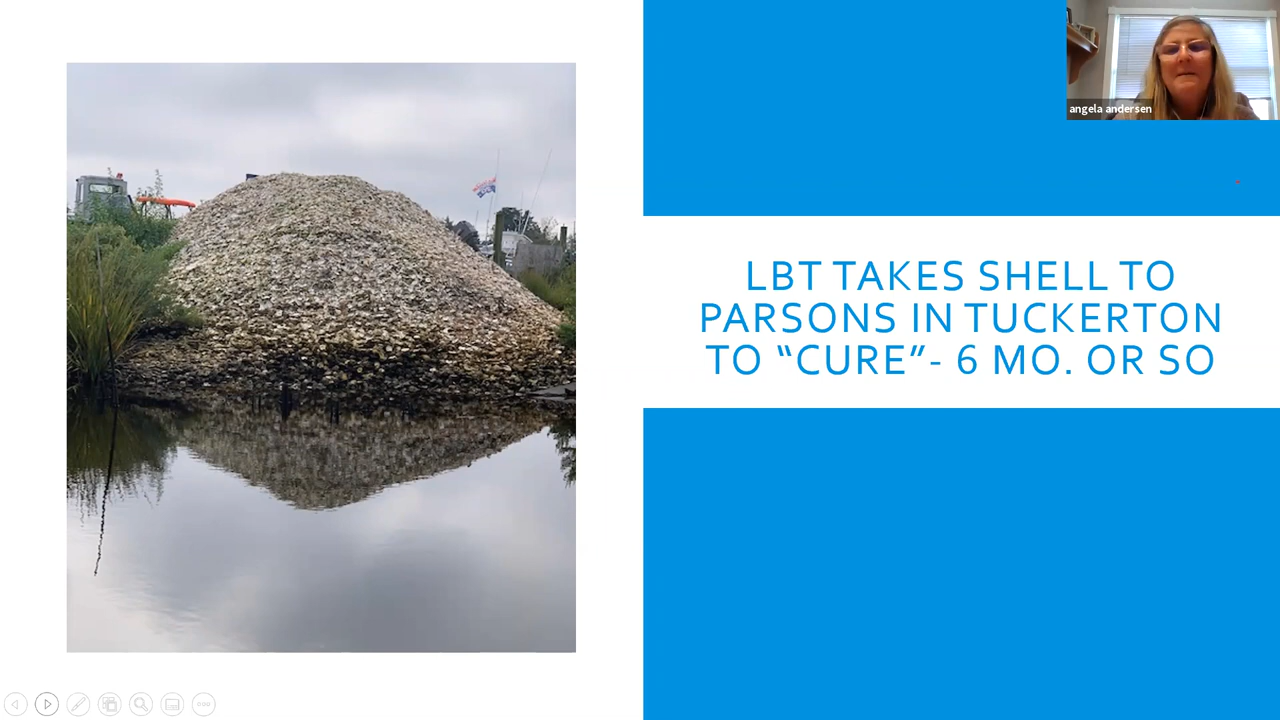 angela andersen
LBT TAKES SHELL TO
PARSONS IN TUCKERTON
TO “CURE”- 6 MO. OR SO